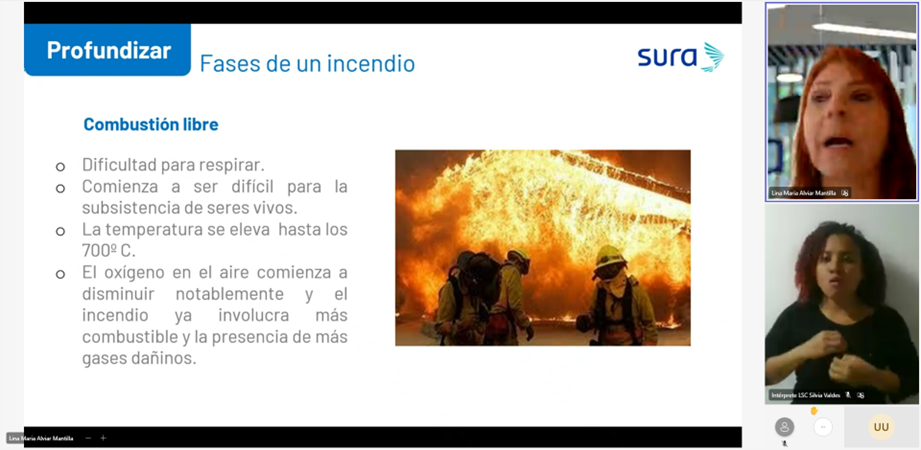 Profundizar
Fases de un incendio
sura
Combustión libre
o Dificultad para respirar.
o Comienza a ser difícil para la
subsistencia de seres vivos.
o La temperatura se eleva hasta los
700º C.
o El oxígeno en el aire comienza a
disminuir notablemente y el
incendio ya involucra más
combustible y la presencia de más
gases dañinos.
Lina Maria Alviar Mantilla
Intérprete LSC Silvia Valdes
UU
Lina Maria Alviar Mantilla